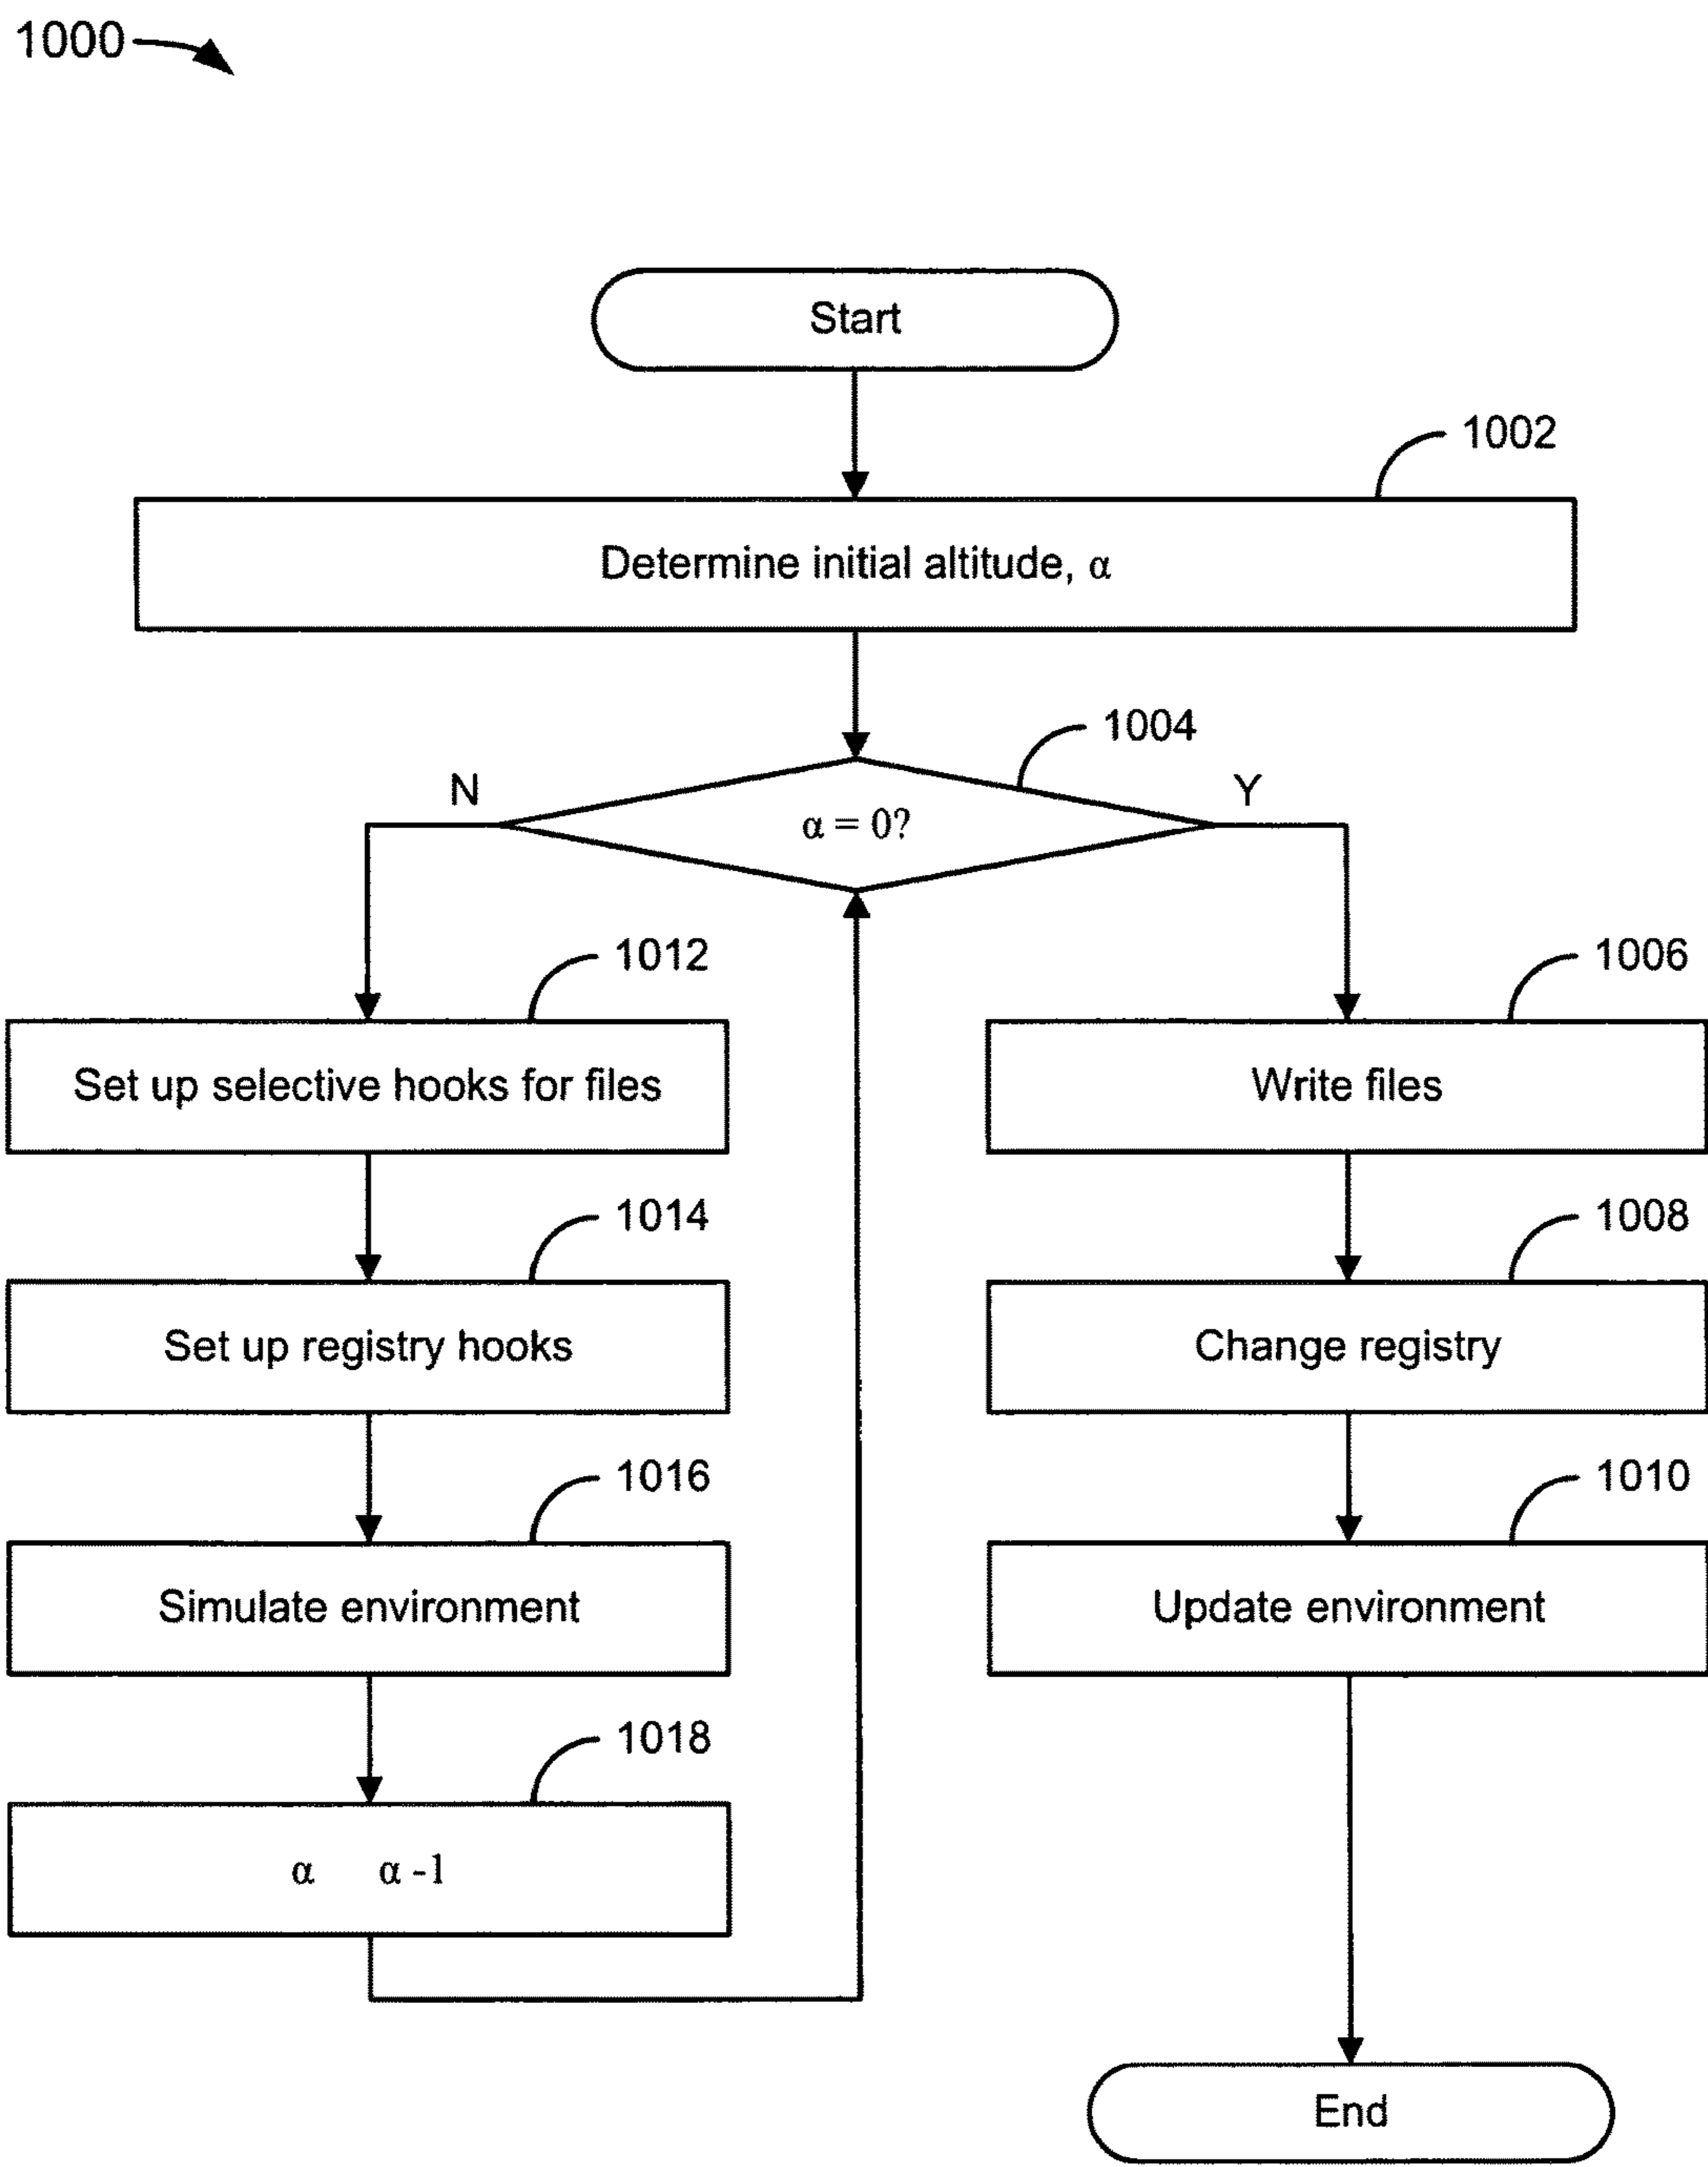 1000
Start
1002
Determine initial altitude, α
1004
N
Y
α = 0?
1012
Set up selective hooks for files
1014
Set up registry hooks
1016
Simulate environment
1018
α α -1
1006
Write files
1008
Change registry
1010
Update environment
End